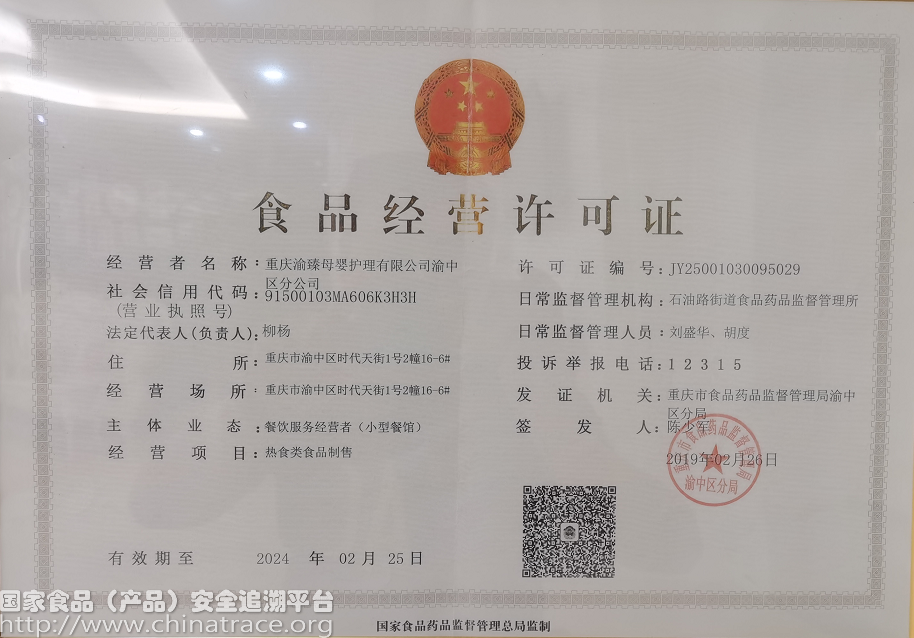 食品经营许可证
经营者名称：重庆渝臻母婴护理有限公司渝中
区分公司
社会信用代码：91500103MA606K3H3H
(营业执照号)
法定代表人(负责人)：柳杨
住所：重庆市渝中区时代天街1号2幢16-6#
经营场所：重庆市渝中区时代天街1号2幢16-6#
主体业态：餐饮服务经营者（小型餐馆）
经营项目：热食类食品制售
有效期至 2024 年 02 月 25 日
许可证编号：JY25001030095029
日常监督管理机构：石油路街道食品药品监督管理所
日常监督管理人员：刘盛华、胡度
投诉举报电话：12315
发证机关：重庆市食品药品监督管理局渝中
区分局
签发人：陈少军
2019年02月26日
重庆市食品药品监督管理局
渝中区分局
国家食品（产品）安全追溯平台
http://www.chinatrace.org
国家食品药品监督管理总局监制